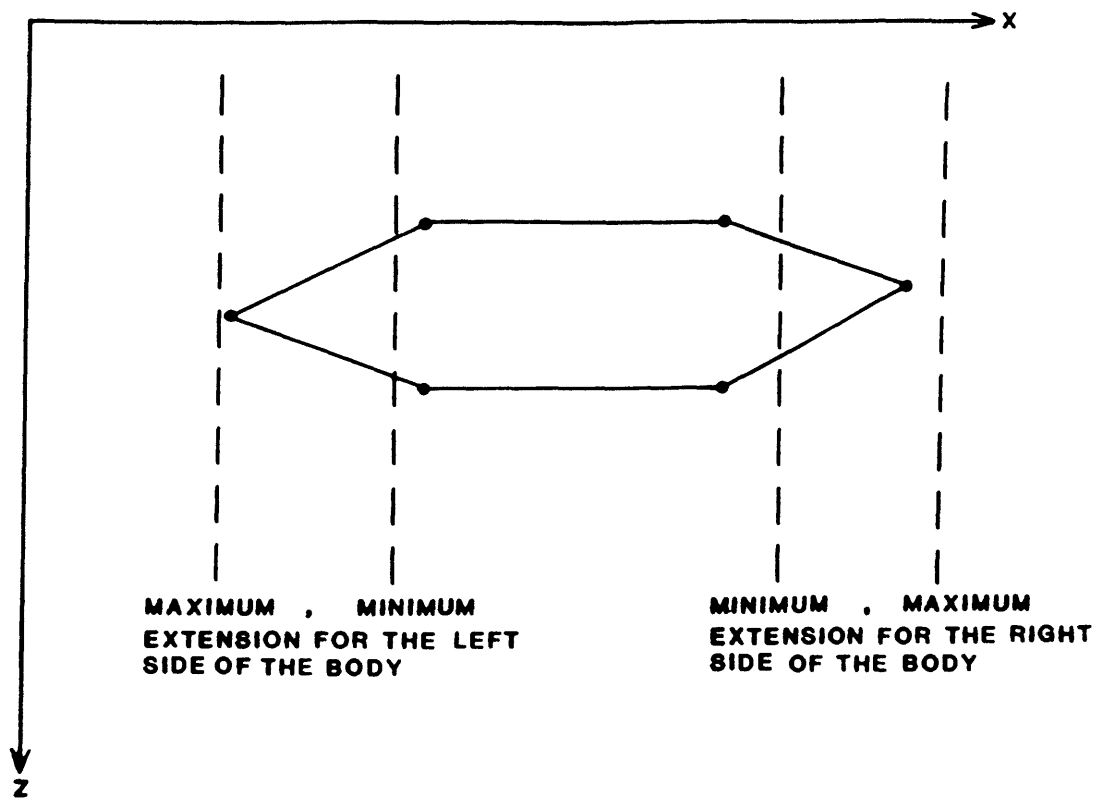 X
MAXIMUM , MINIMUM
EXTENSION FOR THE LEFT
SIDE OF THE BODY
MINIMUM , MAXIMUM
EXTENSION FOR THE RIGHT
SIDE OF THE BODY
Z